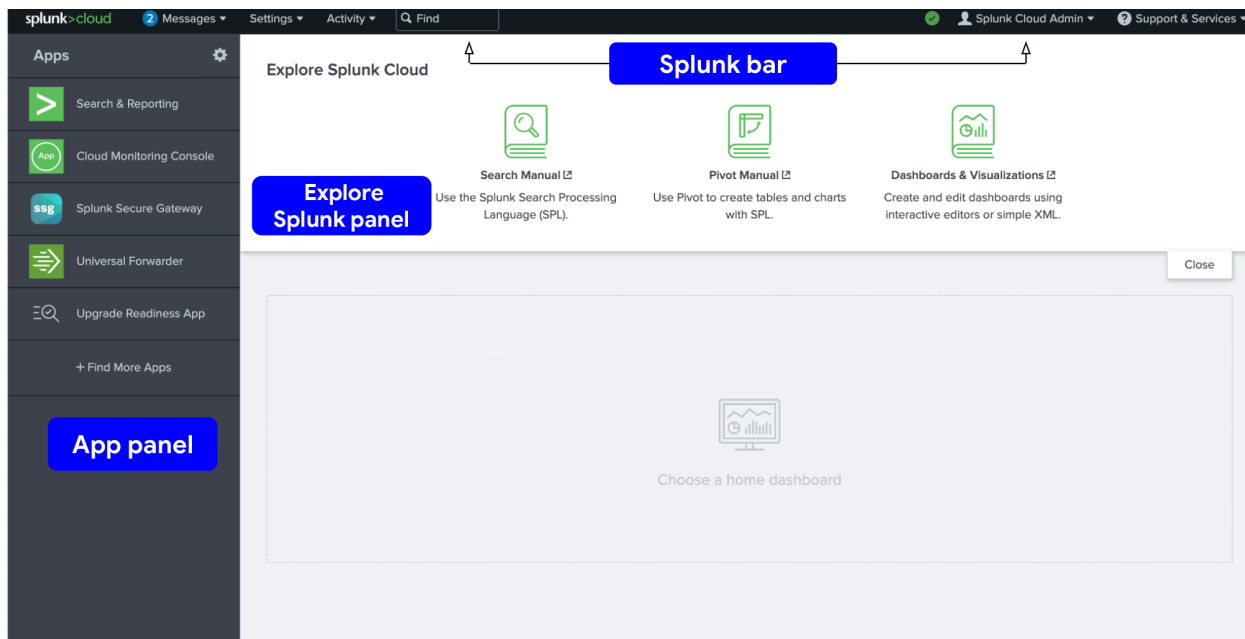 splunk>cloud 2 Messages Settings Activity Find Splunk Cloud Admin ? Support & Services
Apps
Search & Reporting
App Cloud Monitoring Console
ssg Splunk Secure Gateway
Universal Forwarder
Upgrade Readiness App
+ Find More Apps
App panel
Splunk bar
Explore Splunk Cloud
Explore
Splunk panel
Search Manual
Use the Splunk Search Processing
Language (SPL).
Pivot Manual
Use Pivot to create tables and charts
with SPL.
Dashboards & Visualizations
Create and edit dashboards using
interactive editors or simple XML.
Close
Choose a home dashboard